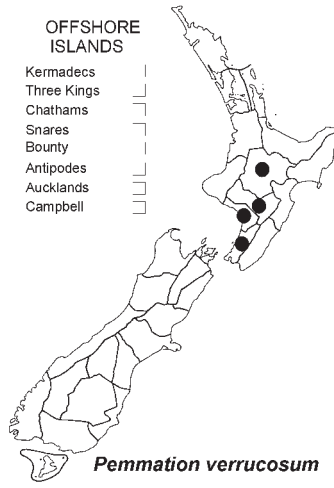 OFFSHORE
ISLANDS
Kermadecs
Three Kings
Chathams
Snares
Bounty
Antipodes
Aucklands
Campbell
Pemmation verrucosum